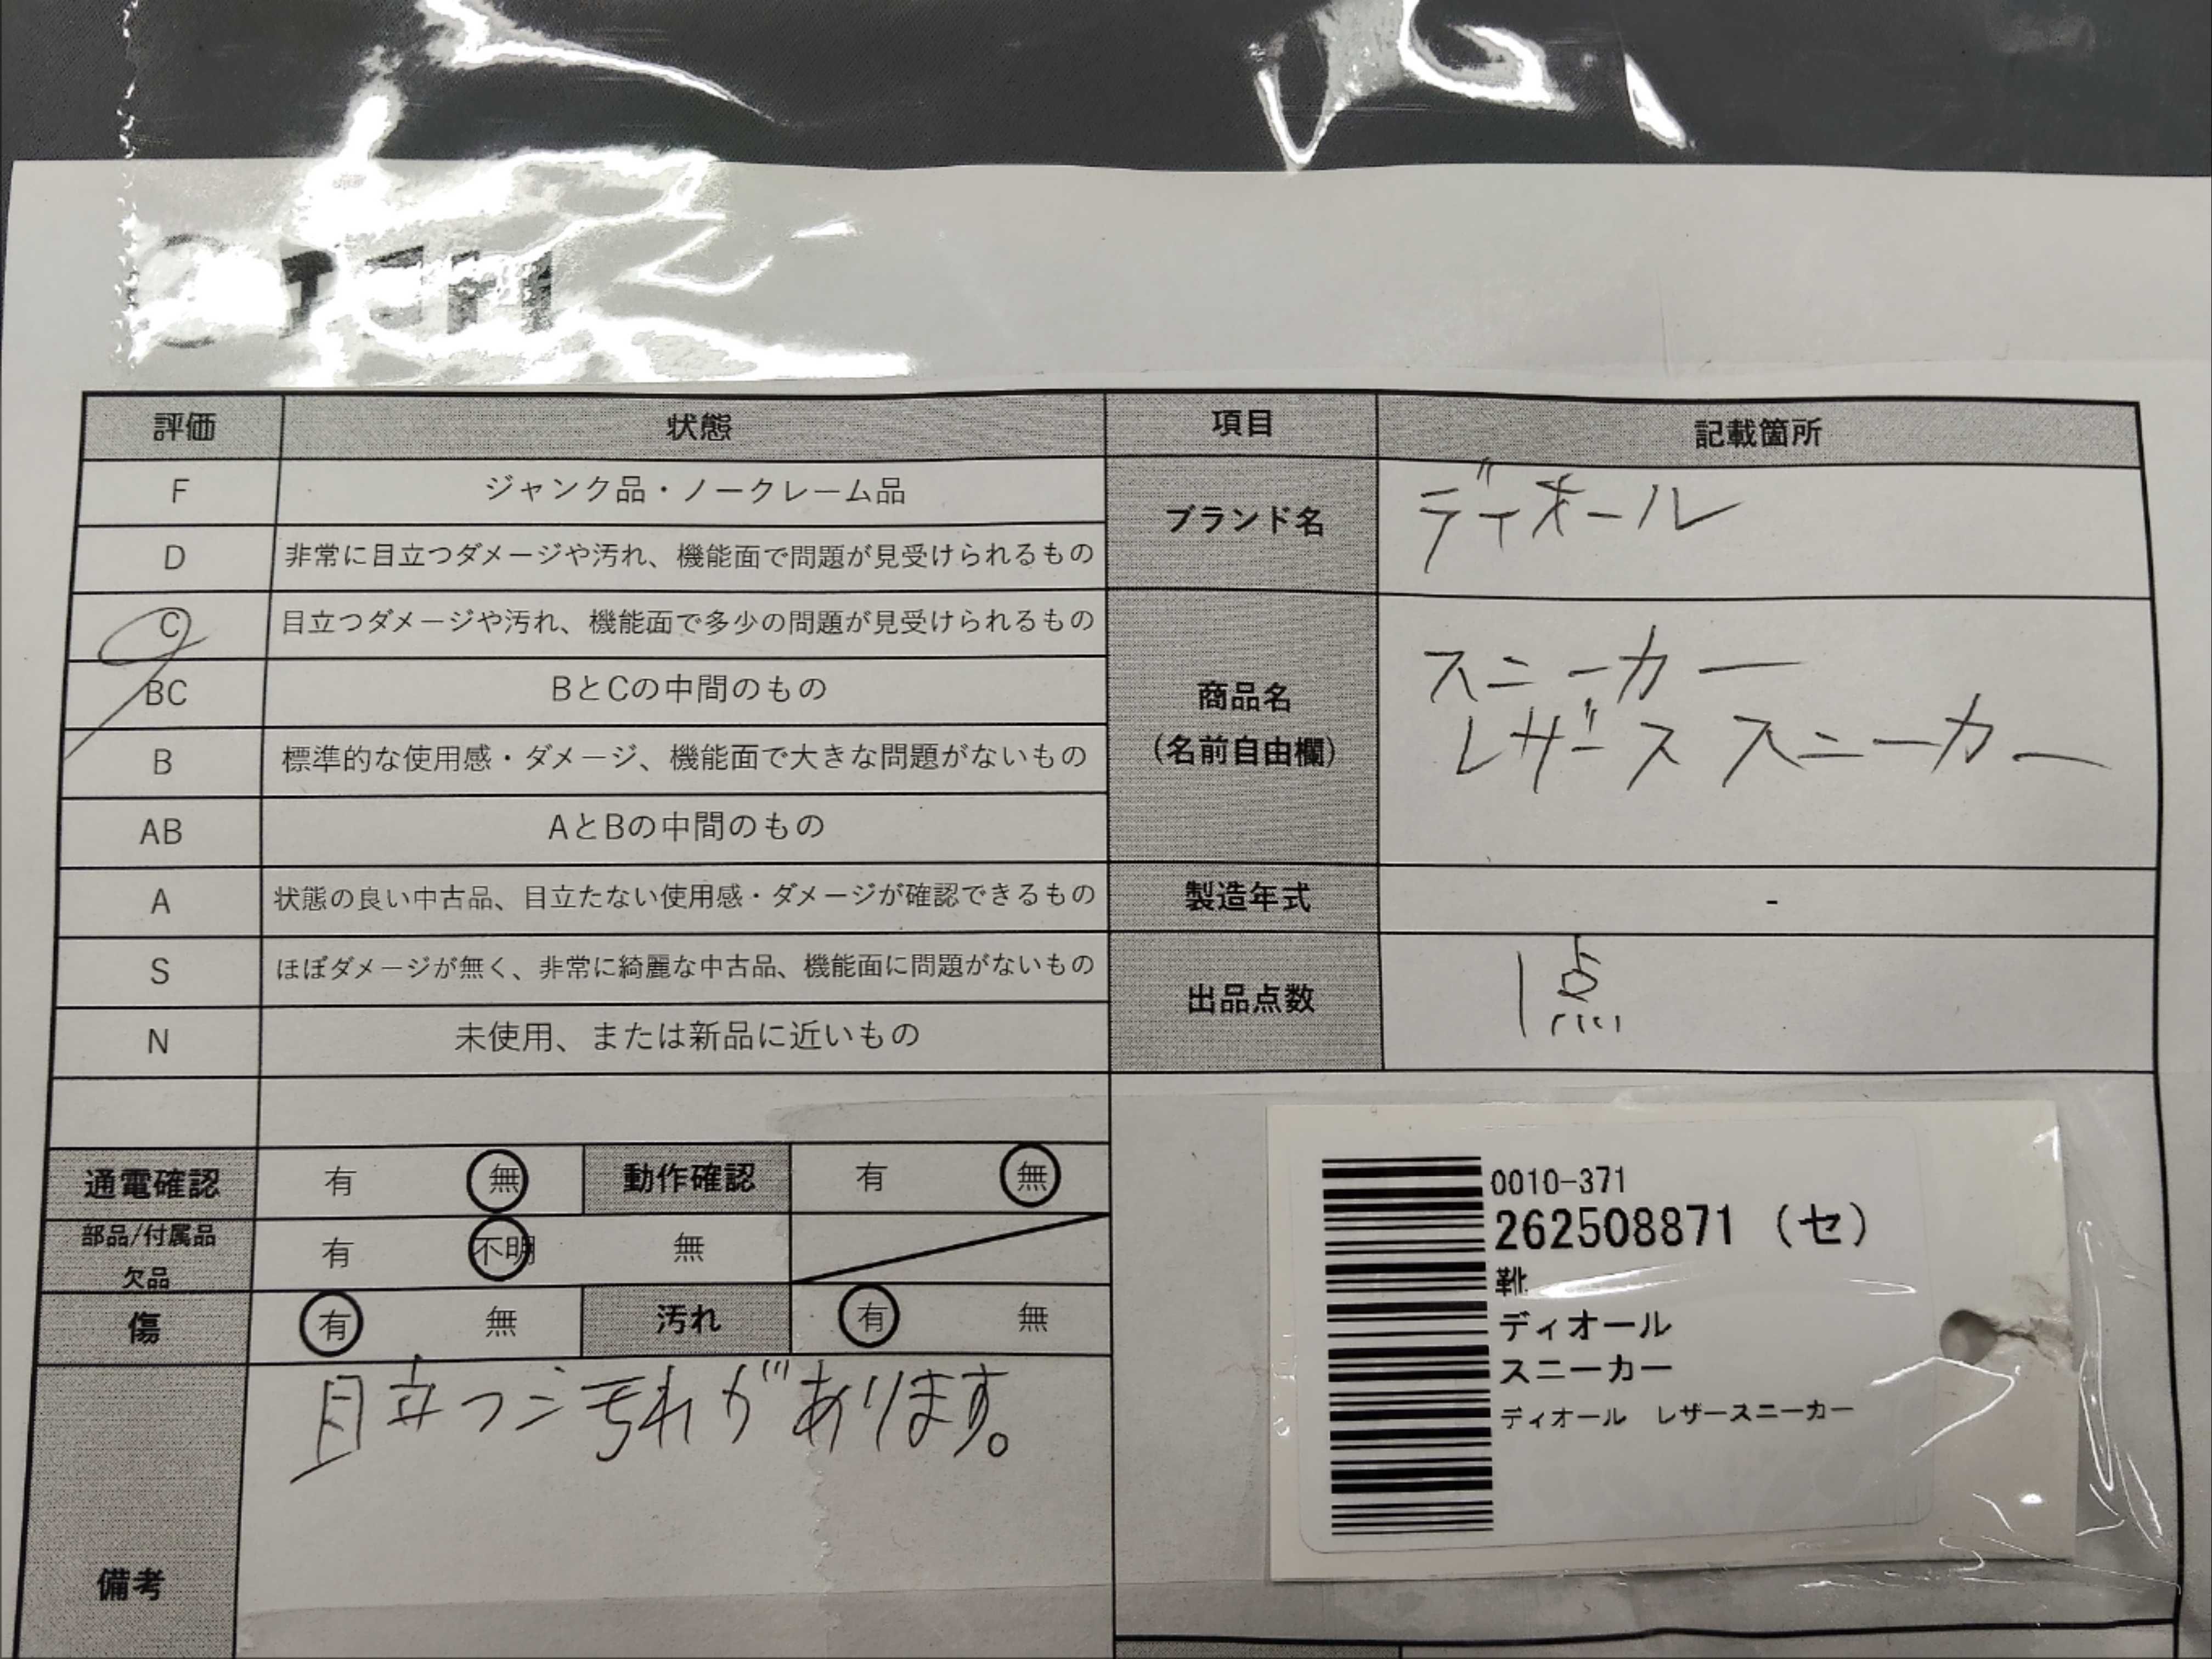 評価 状態 項目 記載箇所
F ジャンク品・ノークレーム品
D 非常に目立つダメージや汚れ、機能面で問題が見受けられるもの
ブランド名 ディオール
C 目立つダメージや汚れ、機能面で多少の問題が見受けられるもの
BC BとCの中間のもの
B 標準的な使用感・ダメージ、機能面で大きな問題がないもの
AB AとBの中間のもの
商品名
(名前自由欄)
スニーカー
レザース スニーカー
A 状態の良い中古品、目立たない使用感・ダメージが確認できるもの
製造年式 -
S ほぼダメージが無く、非常に綺麗な中古品、機能面に問題がないもの
N 未使用、または新品に近いもの
出品点数 1点
通電確認 有 無 動作確認 有 無
部品/付属品
欠品
有 不明 無
傷 有 無 汚れ 有 無
備考
目立つ汚れがあります。
0010-371
262508871（セ）
靴
ディオール
スニーカー
ディオール　レザースニーカー